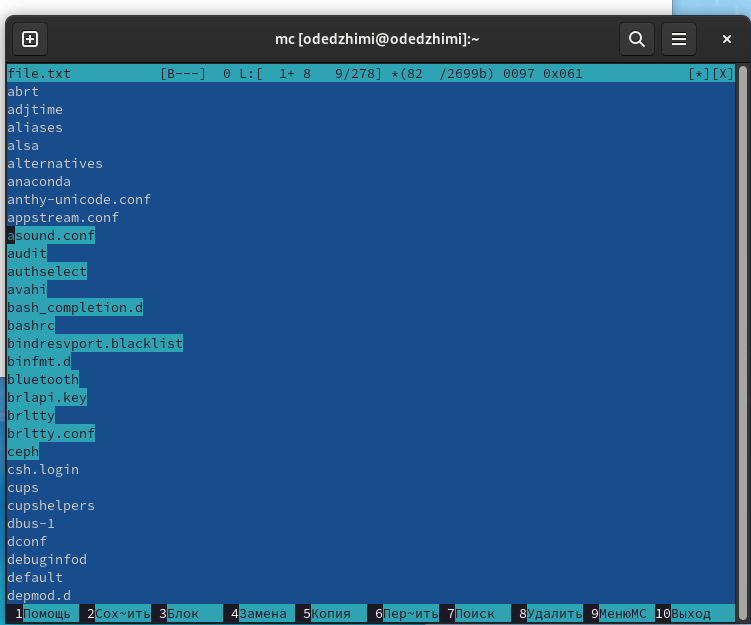 mc [odedzhimi@odedzhimi]:~
file.txt [B---] 0 L:[ 1+ 8 9/278] *(82 /2699b) 0097 0x061 [*][X]
abrt
adjtime
aliases
alsa
alternatives
anaconda
anthy-unicode.conf
appstream.conf
asound.conf
audit
authselect
avahi
bash_completion.d
bashrc
bindresvport.blacklist
binfmt.d
bluetooth
brlapi.key
brltty
brltty.conf
ceph
csh.login
cups
cupshelpers
dbus-1
dconf
debuginfod
default
depmod.d
1Помощь 2Сох~ить 3Блок 4Замена 5Копия 6Пер~ить 7Поиск 8Удалить 9МенюMC 10Выход